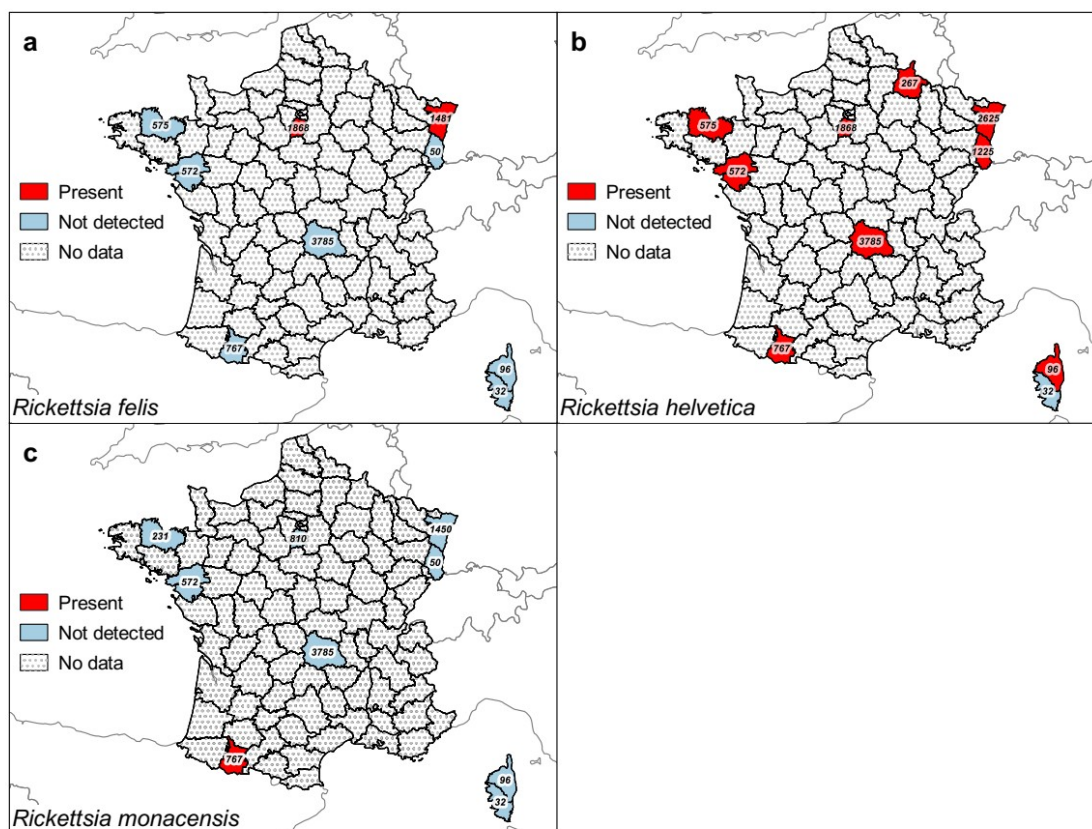 a
575
572
1868
1481
50
3785
767
96
32
Present
Not detected
No data
Rickettsia felis
b
267
575
572
1868
2625
1225
3785
767
96
32
Present
Not detected
No data
Rickettsia helvetica
c
231
572
810
1450
50
3785
767
96
32
Present
Not detected
No data
Rickettsia monacensis